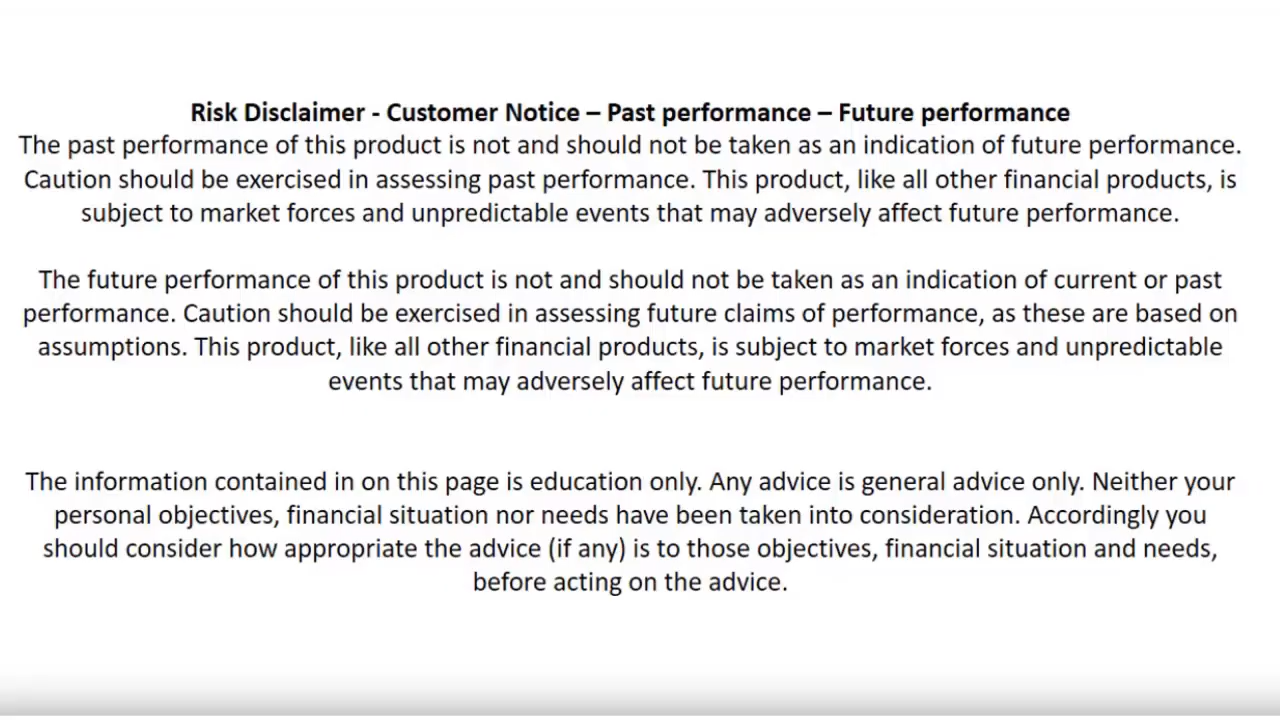 Risk Disclaimer - Customer Notice – Past performance – Future performance
The past performance of this product is not and should not be taken as an indication of future performance.
Caution should be exercised in assessing past performance. This product, like all other financial products, is
subject to market forces and unpredictable events that may adversely affect future performance.
The future performance of this product is not and should not be taken as an indication of current or past
performance. Caution should be exercised in assessing future claims of performance, as these are based on
assumptions. This product, like all other financial products, is subject to market forces and unpredictable
events that may adversely affect future performance.
The information contained in on this page is education only. Any advice is general advice only. Neither your
personal objectives, financial situation nor needs have been taken into consideration. Accordingly you
should consider how appropriate the advice (if any) is to those objectives, financial situation and needs,
before acting on the advice.